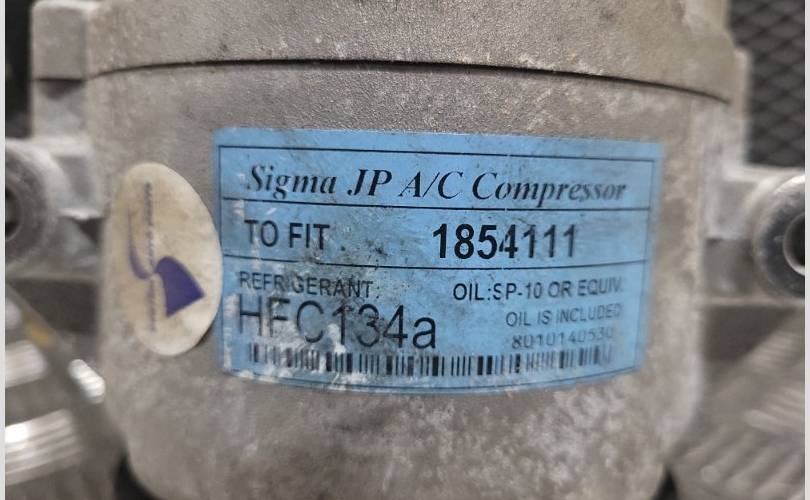 Sigma JP A/C Compressor
TO FIT . 1854111
REFRIGERANT: OIL:SP-10 OR EQUIV.
HFC134a OIL IS INCLUDED
8010140530